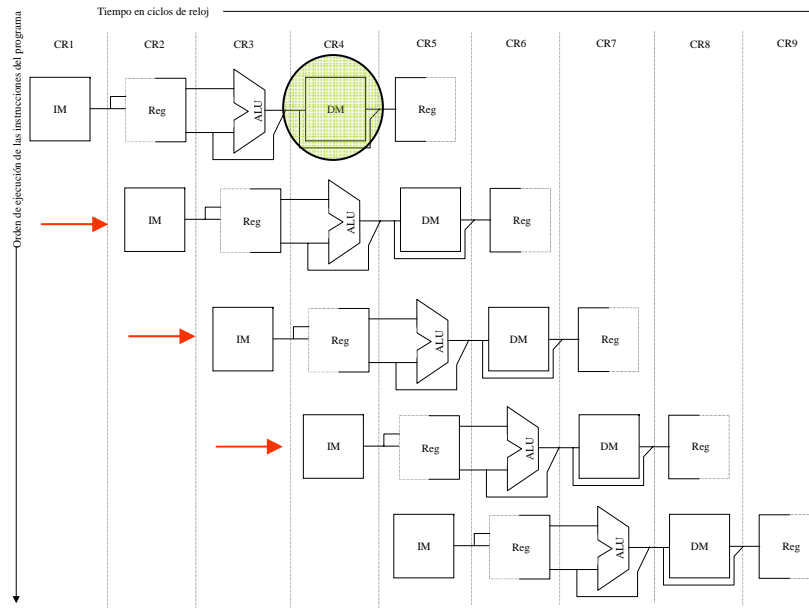 Tiempo en ciclos de reloj
CR1 CR2 CR3 CR4 CR5 CR6 CR7 CR8 CR9
Orden de ejecución de las instrucciones del programa
IM Reg ALU DM Reg
IM Reg ALU DM Reg
IM Reg ALU DM Reg
IM Reg ALU DM Reg
IM Reg ALU DM Reg